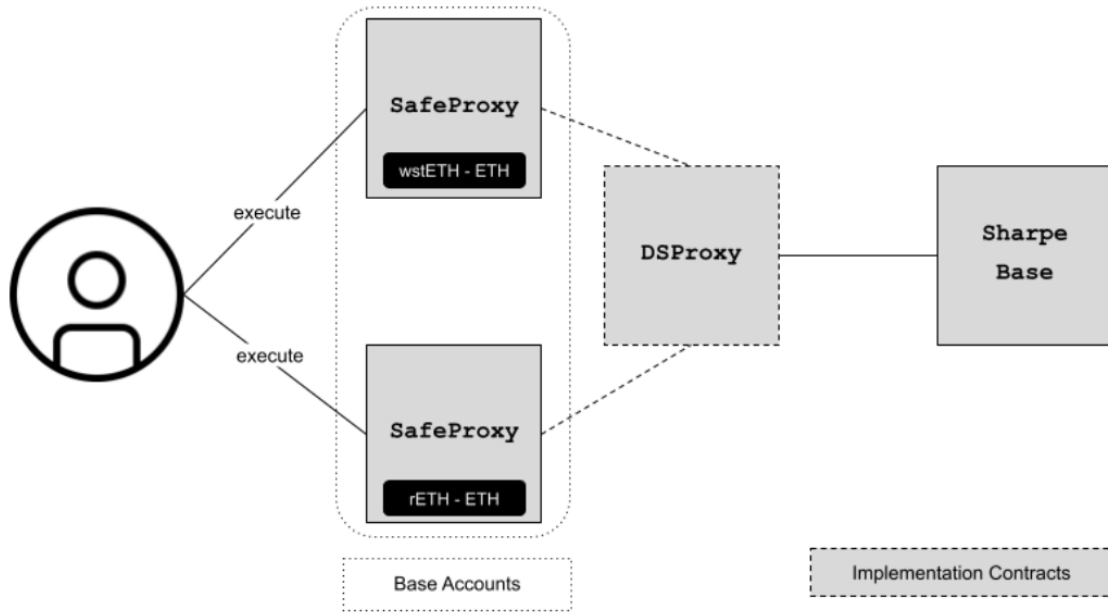 SafeProxy
wstETH - ETH
execute
DSProxy
Sharpe
Base
execute
SafeProxy
rETH - ETH
Base Accounts
Implementation Contracts